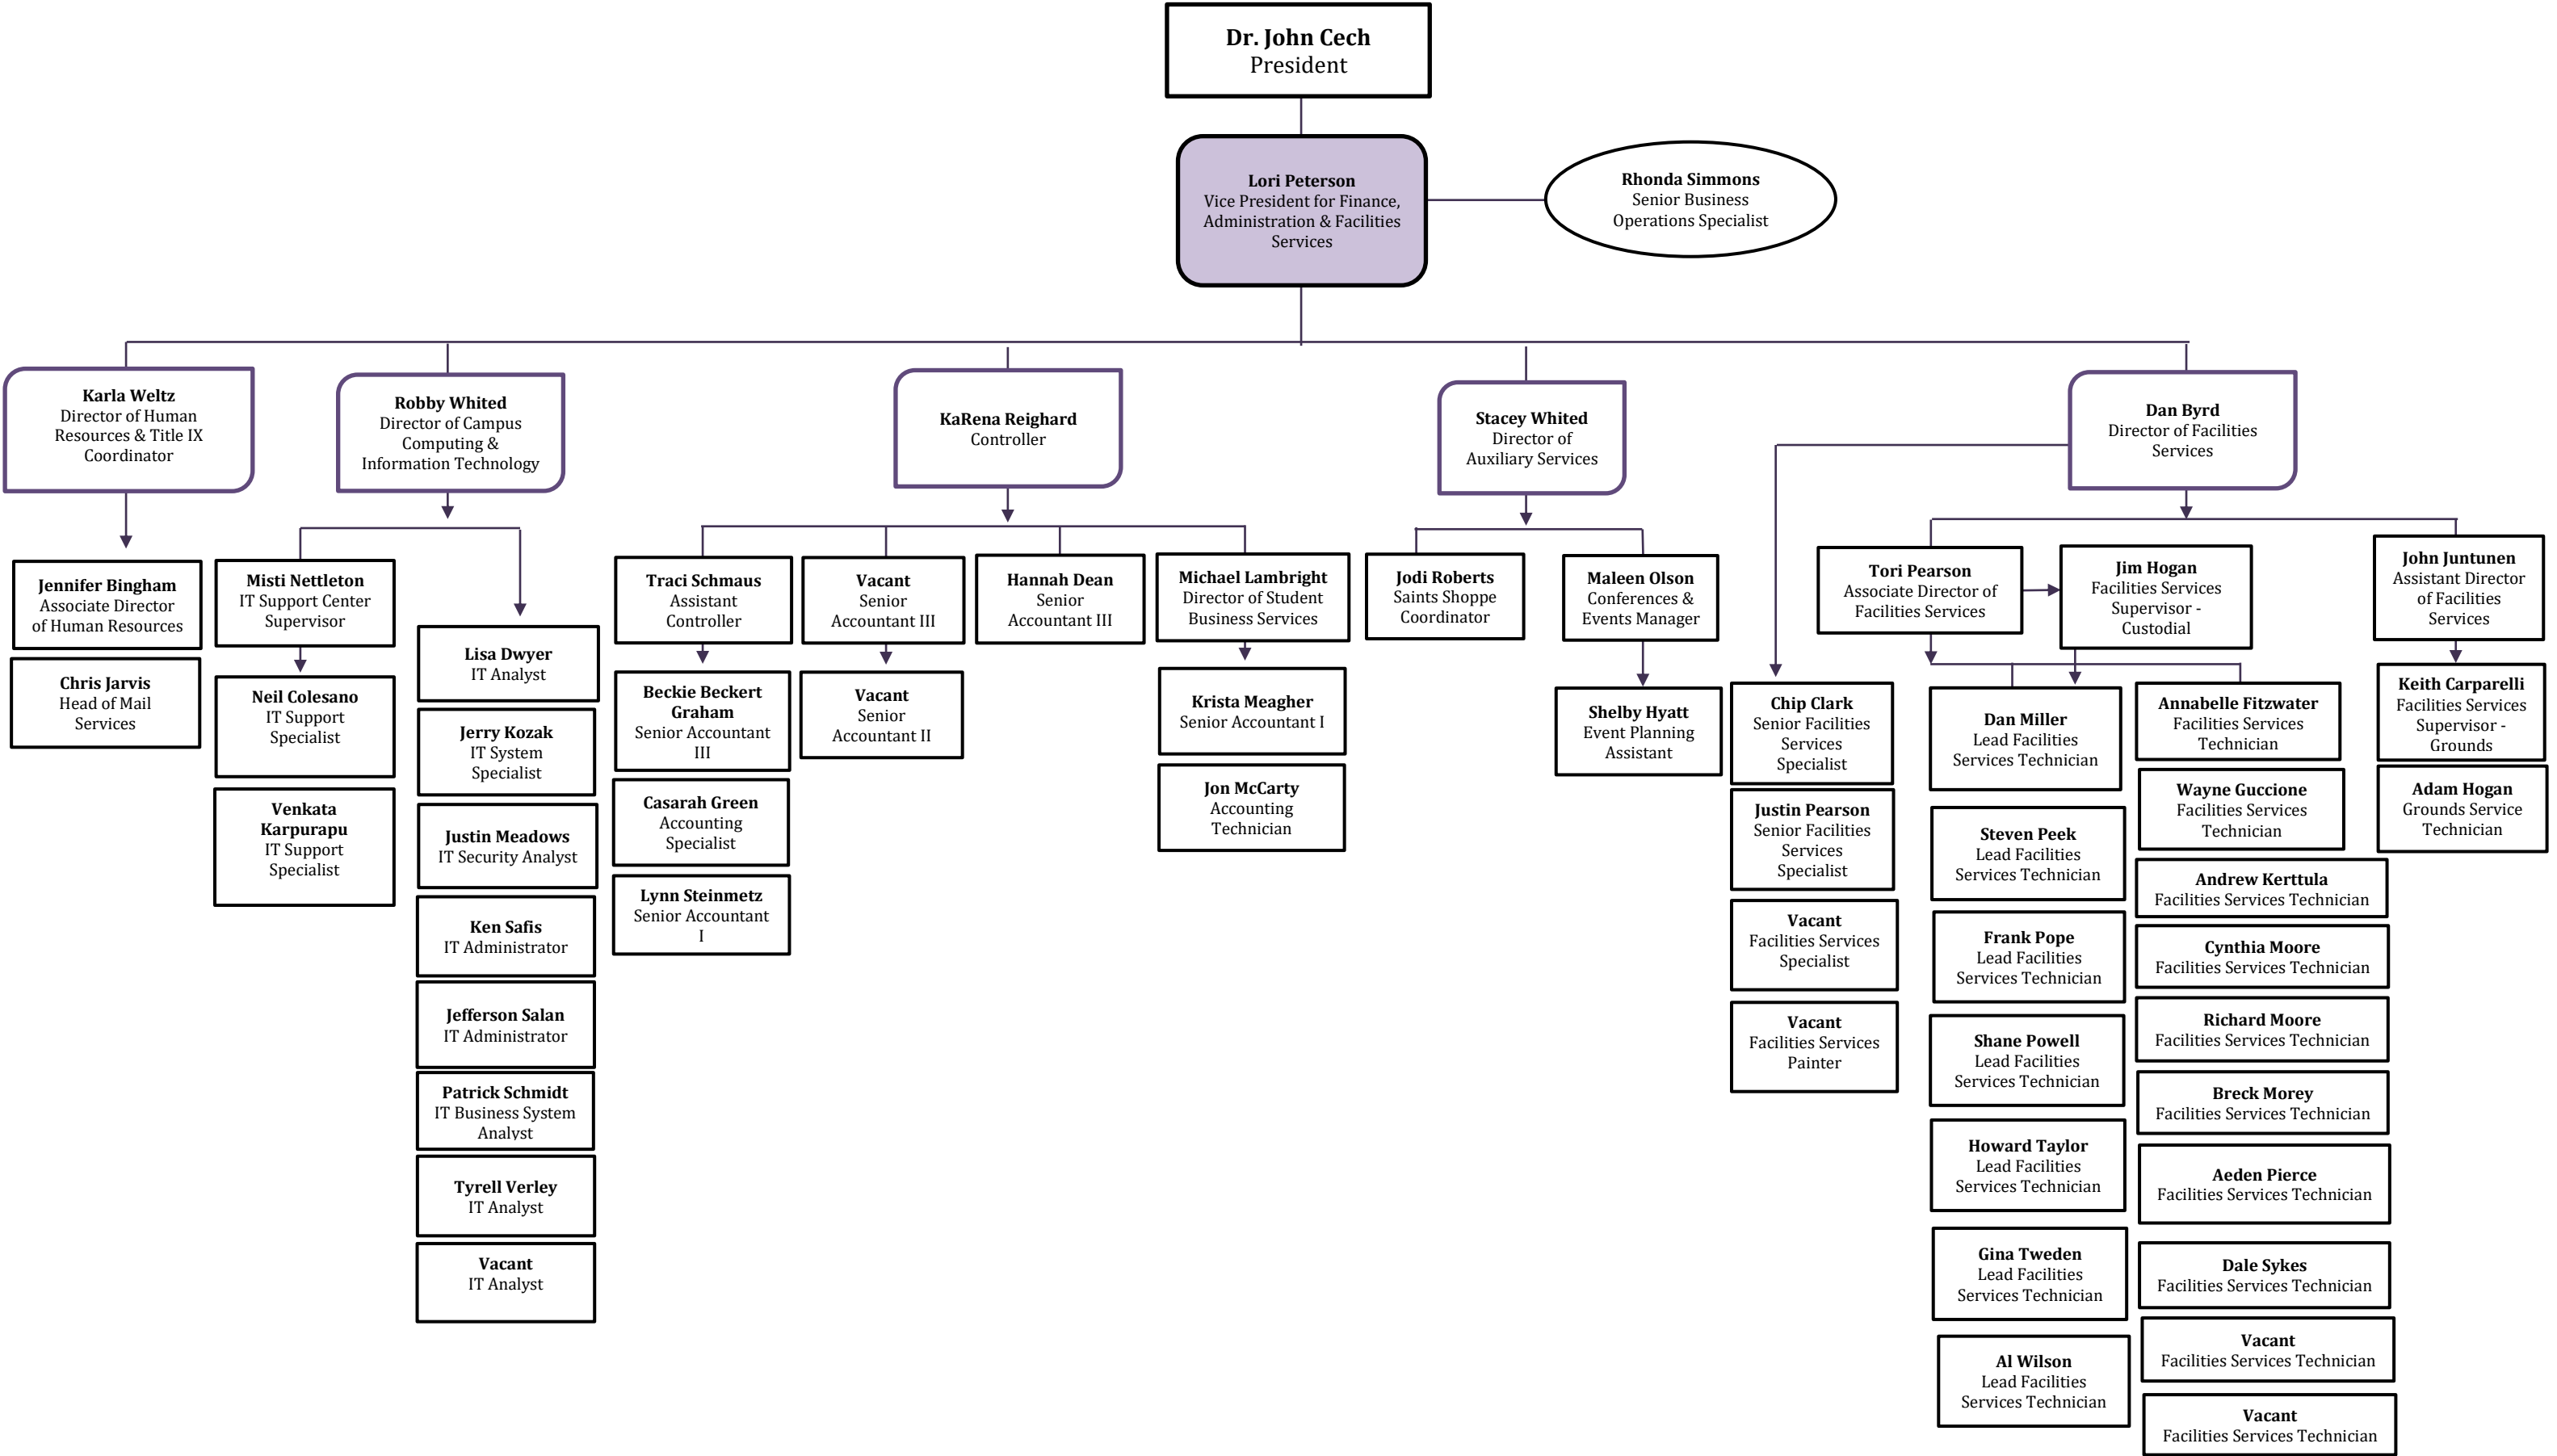 Dr. John Cech
President
Lori Peterson
Vice President for Finance,
Administration & Facilities
Services
Rhonda Simmons
Senior Business
Operations Specialist
Karla Weltz
Director of Human
Resources & Title IX
Coordinator
Robby Whited
Director of Campus
Computing &
Information Technology
KaRena Reighard
Controller
Stacey Whited
Director of
Auxiliary Services
Dan Byrd
Director of Facilities
Services
Jennifer Bingham
Associate Director
of Human Resources
Chris Jarvis
Head of Mail
Services
Misti Nettleton
IT Support Center
Supervisor
Neil Colesano
IT Support
Specialist
Venkata
Karpurapu
IT Support
Specialist
Lisa Dwyer
IT Analyst
Jerry Kozak
IT System
Specialist
Justin Meadows
IT Security Analyst
Ken Safis
IT Administrator
Jefferson Salan
IT Administrator
Patrick Schmidt
IT Business System
Analyst
Tyrell Verley
IT Analyst
Vacant
IT Analyst
Traci Schmaus
Assistant
Controller
Beckie Beckert
Graham
Senior Accountant
III
Casarah Green
Accounting
Specialist
Lynn Steinmetz
Senior Accountant
I
Vacant
Senior
Accountant III
Vacant
Senior
Accountant II
Hannah Dean
Senior
Accountant III
Michael Lambright
Director of Student
Business Services
Krista Meagher
Senior Accountant I
Jon McCarty
Accounting
Technician
Jodi Roberts
Saints Shoppe
Coordinator
Maleen Olson
Conferences &
Events Manager
Shelby Hyatt
Event Planning
Assistant
Chip Clark
Senior Facilities
Services
Specialist
Justin Pearson
Senior Facilities
Services
Specialist
Vacant
Facilities Services
Specialist
Vacant
Facilities Services
Painter
Tori Pearson
Associate Director of
Facilities Services
Jim Hogan
Facilities Services
Supervisor -
Custodial
Dan Miller
Lead Facilities
Services Technician
Steven Peek
Lead Facilities
Services Technician
Frank Pope
Lead Facilities
Services Technician
Shane Powell
Lead Facilities
Services Technician
Howard Taylor
Lead Facilities
Services Technician
Gina Tweden
Lead Facilities
Services Technician
Al Wilson
Lead Facilities
Services Technician
Annabelle Fitzwater
Facilities Services
Technician
Wayne Guccione
Facilities Services
Technician
Andrew Kerttula
Facilities Services Technician
Cynthia Moore
Facilities Services Technician
Richard Moore
Facilities Services Technician
Breck Morey
Facilities Services Technician
Aeden Pierce
Facilities Services Technician
Dale Sykes
Facilities Services Technician
Vacant
Facilities Services Technician
Vacant
Facilities Services Technician
John Juntunen
Assistant Director
of Facilities
Services
Keith Carparelli
Facilities Services
Supervisor -
Grounds
Adam Hogan
Grounds Service
Technician